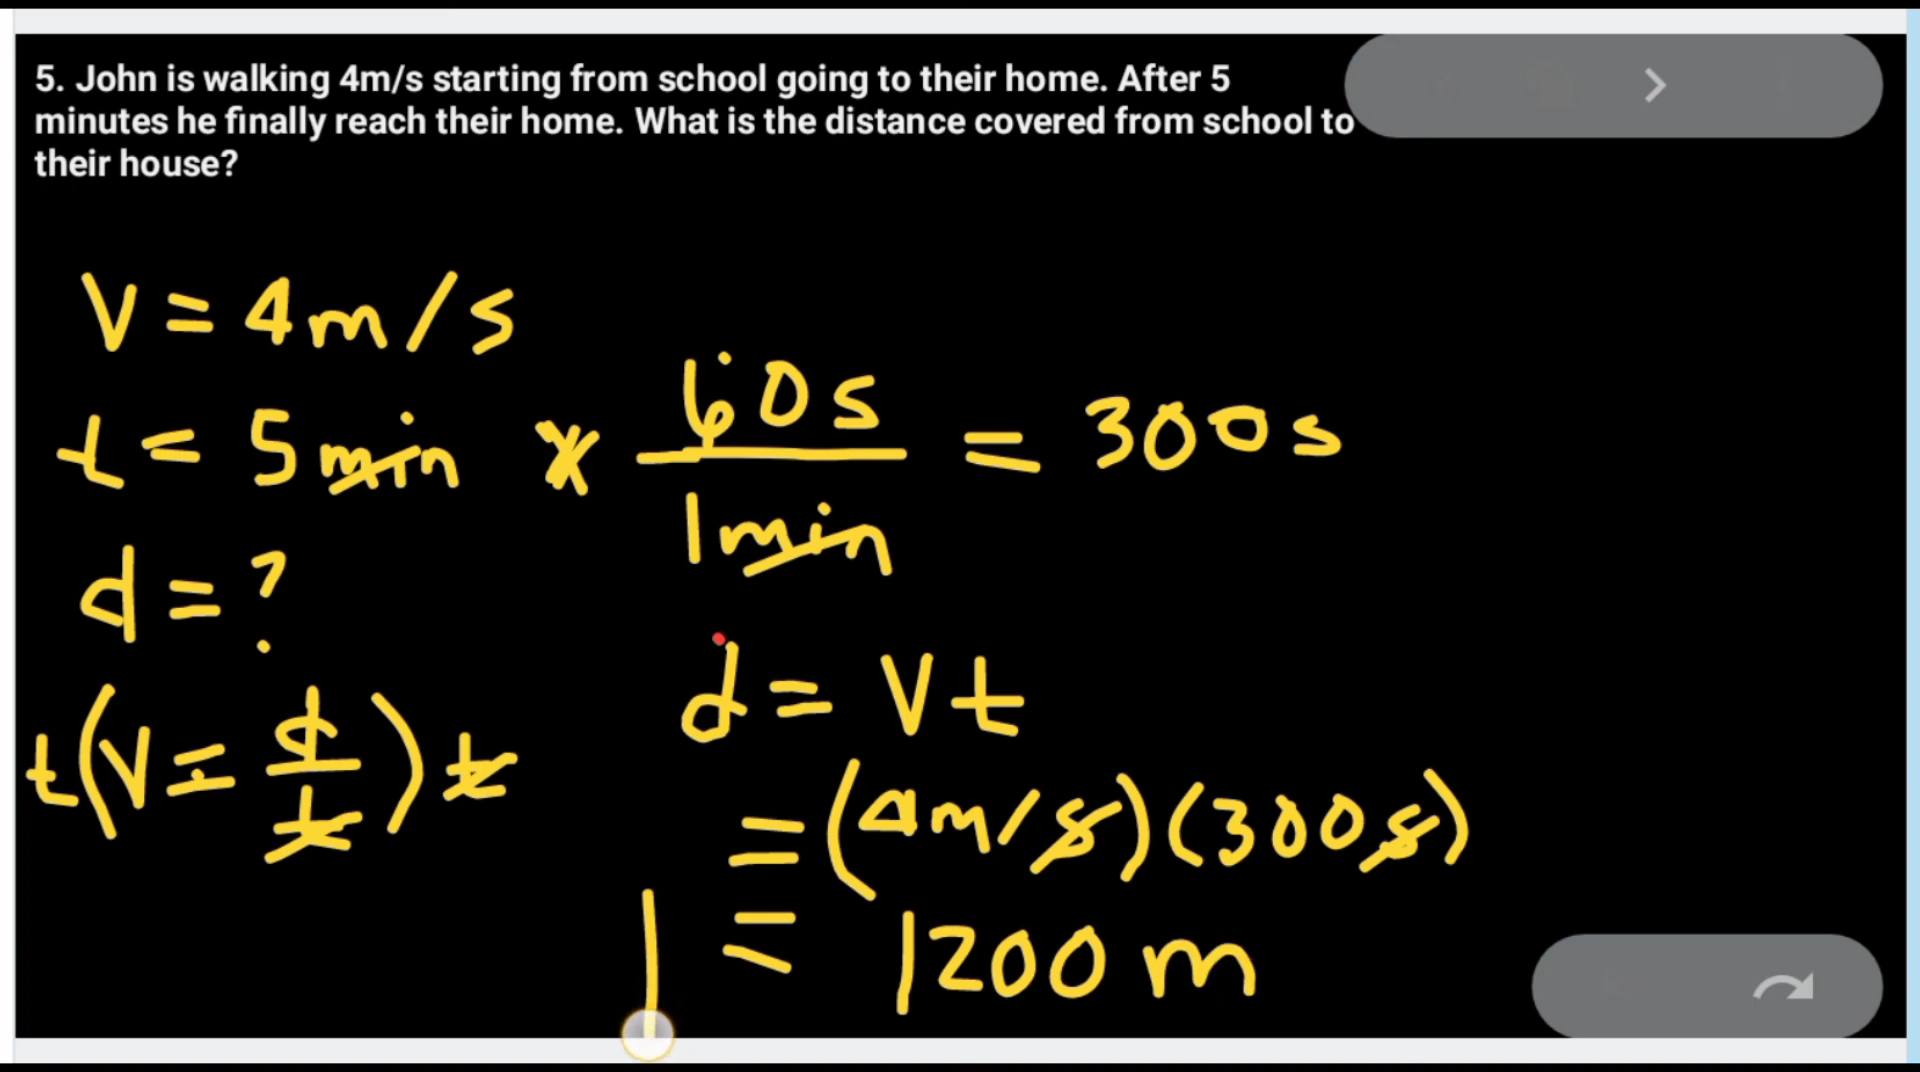 5. John is walking 4m/s starting from school going to their home. After 5
minutes he finally reach their home. What is the distance covered from school to
their house?
V = 4m/s
t = 5 min x 60s / 1 min = 300s
d = ?
t(V = d/t)t
d = Vt
= (4m/s)(300s)
= 1200 m